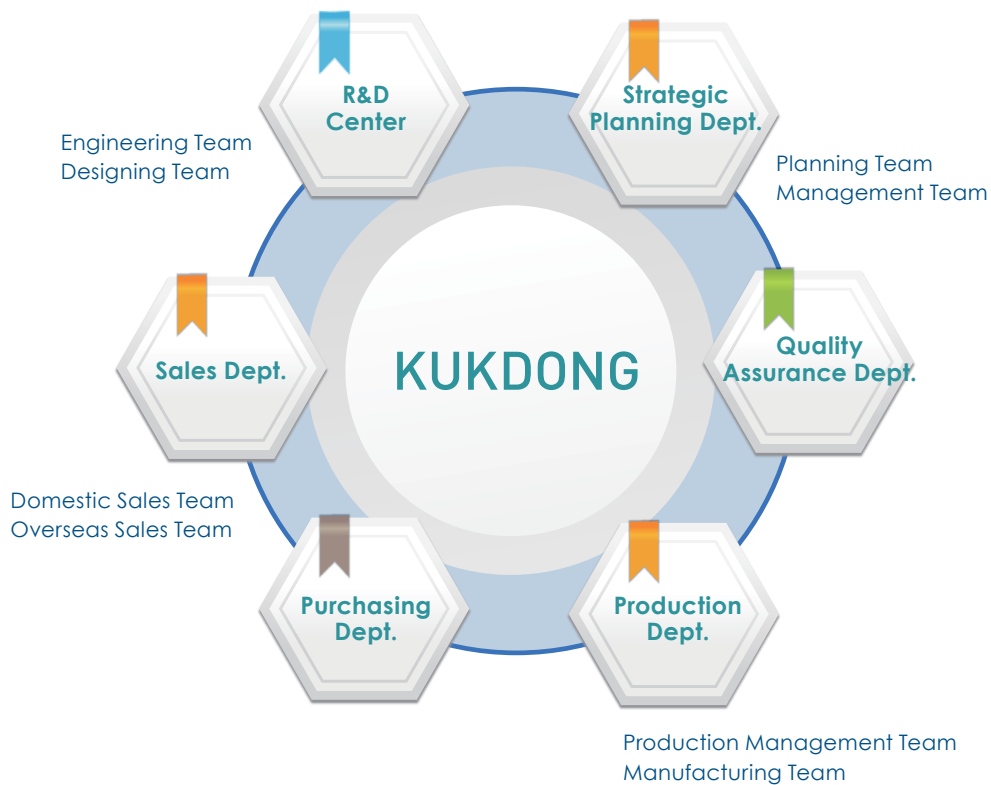 R&D
Center
Strategic
Planning Dept.
Engineering Team
Designing Team
Planning Team
Management Team
Sales Dept.
KUKDONG
Quality
Assurance Dept.
Domestic Sales Team
Overseas Sales Team
Purchasing
Dept.
Production
Dept.
Production Management Team
Manufacturing Team